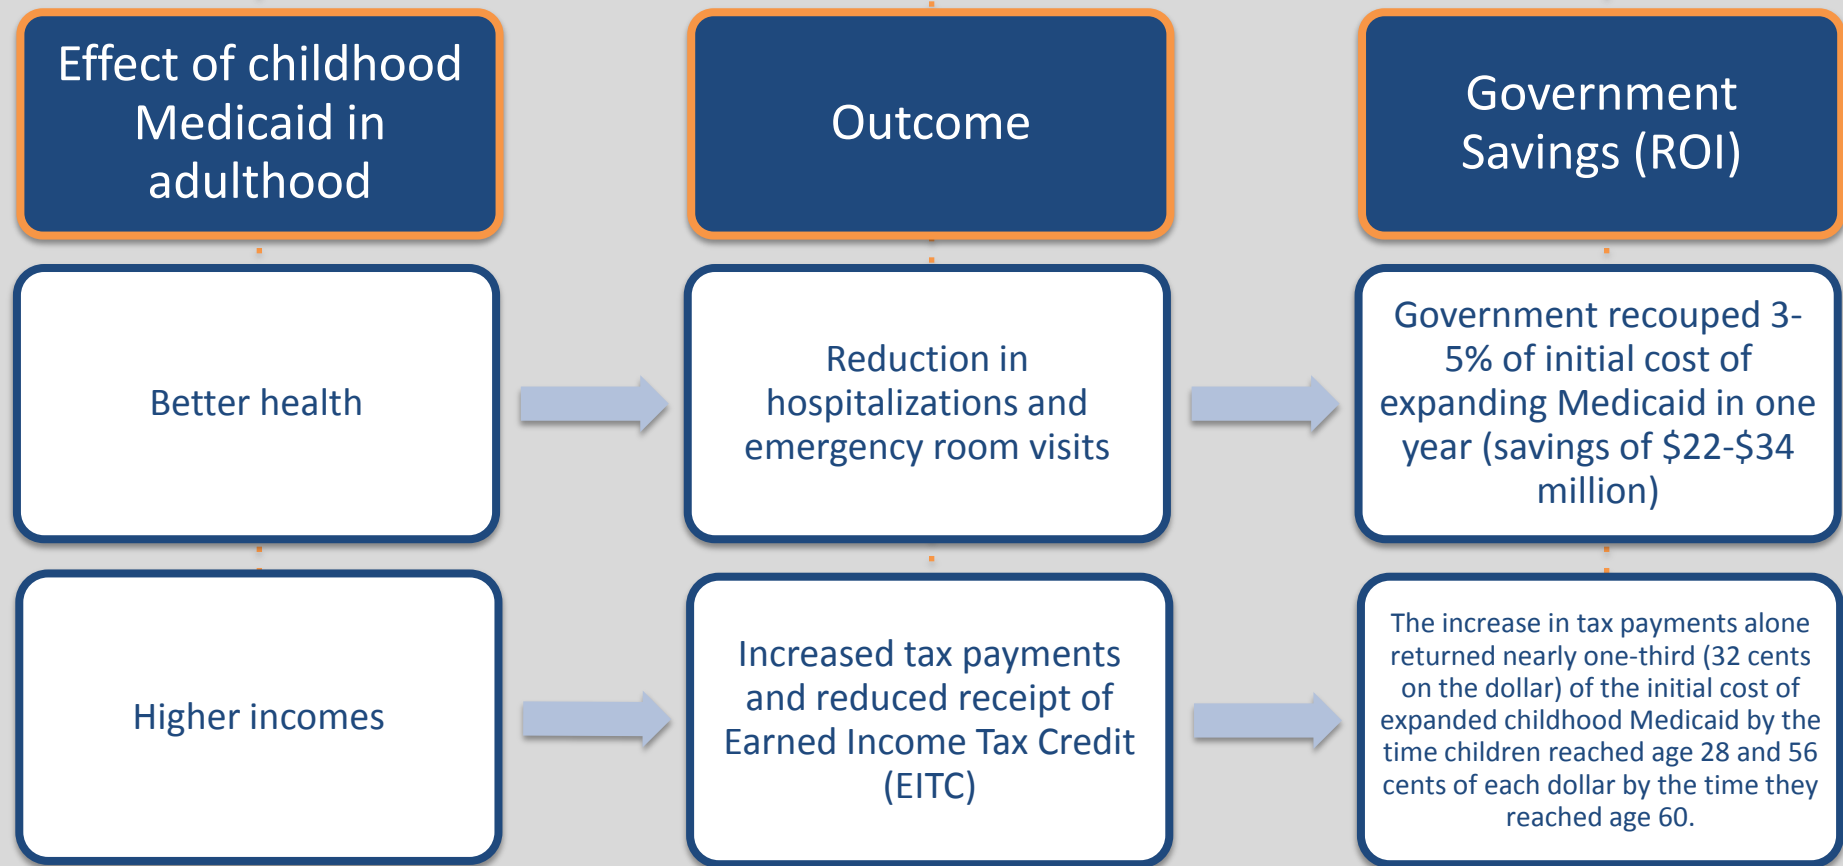 Effect of childhood
Medicaid in
adulthood
Outcome
Government
Savings (ROI)
Better health
Reduction in
hospitalizations and
emergency room visits
Government recouped 3-
5% of initial cost of
expanding Medicaid in one
year (savings of $22-$34
million)
Higher incomes
Increased tax payments
and reduced receipt of
Earned Income Tax Credit
(EITC)
The increase in tax payments alone
returned nearly one-third (32 cents
on the dollar) of the initial cost of
expanded childhood Medicaid by the
time children reached age 28 and 56
cents of each dollar by the time they
reached age 60.